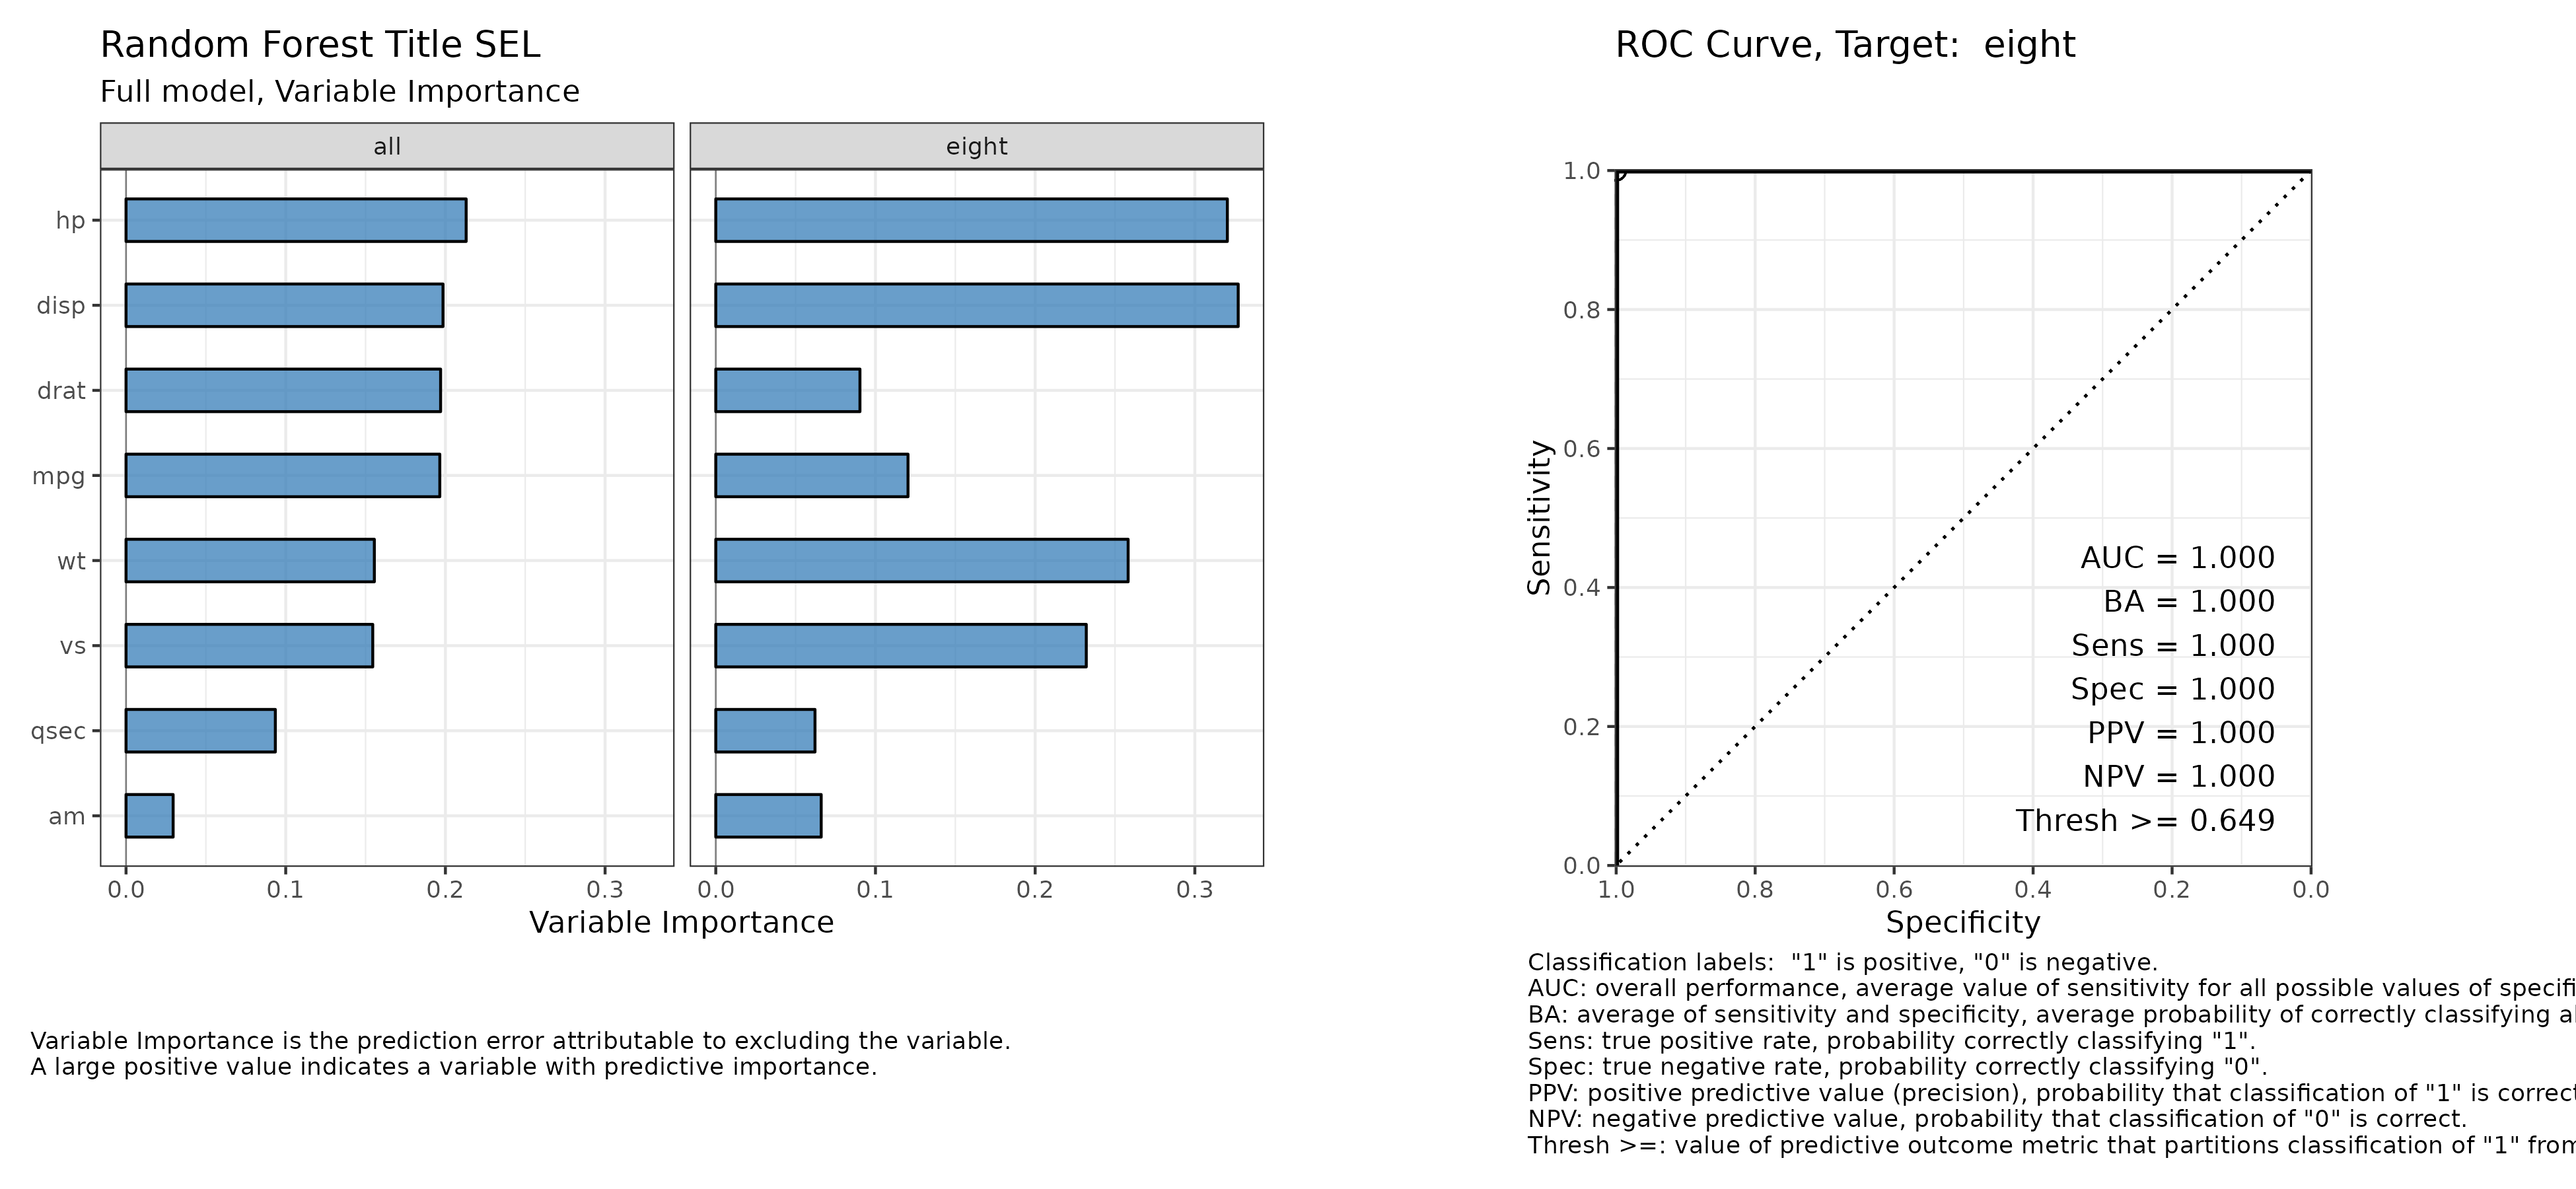 Random Forest Title SEL
Full model, Variable Importance
all
eight
hp
disp
drat
mpg
wt
vs
qsec
am
0.0 0.1 0.2 0.3
0.0 0.1 0.2 0.3
Variable Importance
Variable Importance is the prediction error attributable to excluding the variable.
A large positive value indicates a variable with predictive importance.
ROC Curve, Target:  eight
1.0
0.8
0.6
0.4
0.2
0.0
Sensitivity
AUC = 1.000
BA = 1.000
Sens = 1.000
Spec = 1.000
PPV = 1.000
NPV = 1.000
Thresh >= 0.649
1.0 0.8 0.6 0.4 0.2 0.0
Specificity
Classification labels:  "1" is positive, "0" is negative.
AUC: overall performance, average value of sensitivity for all possible values of
BA: average of sensitivity and specificity, average probability of correctly classifying
Sens: true positive rate, probability correctly classifying "1".
Spec: true negative rate, probability correctly classifying "0".
PPV: positive predictive value (precision), probability that classification of "1" is correct
NPV: negative predictive value, probability that classification of "0" is correct.
Thresh >=: value of predictive outcome metric that partitions classification of "1" from